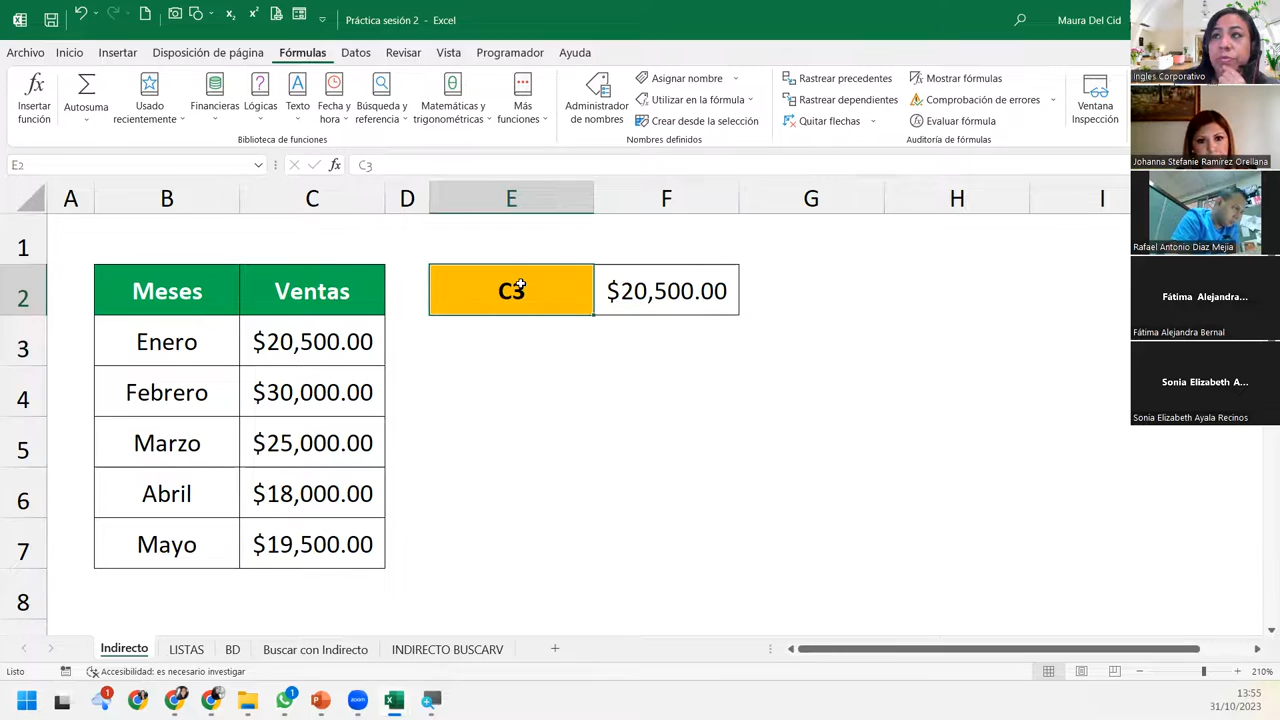 Práctica sesión 2 - Excel
Maura Del Cid
Archivo Inicio Insertar Disposición de página Fórmulas Datos Revisar Vista Programador Ayuda
Insertar función
Autosuma
Usado recientemente
Financieras
Lógicas
Texto
Fecha y hora
Búsqueda y referencia
Matemáticas y trigonométricas
Más funciones
Biblioteca de funciones
Administrador de nombres
Asignar nombre
Utilizar en la fórmula
Crear desde la selección
Nombres definidos
Rastrear precedentes
Rastrear dependiantes
Quitar flechas
Mostrar fórmulas
Comprobación de errores
Evaluar fórmula
Auditoría de fórmulas
Ventana Inspección
E2 fx C3
A B C D E F G H I
1
2 Meses Ventas C3 $20,500.00
3 Enero $20,500.00
4 Febrero $30,000.00
5 Marzo $25,000.00
6 Abril $18,000.00
7 Mayo $19,500.00
8
Indirecto LISTAS BD Buscar con Indirecto INDIRECTO BUSCARV
Listo
Accesibilidad: es necesario investigar
210%
13:55
31/10/2023
Ingles Corporativo
Johanna Stefanie Ramírez Orellana
Rafael Antonio Diaz Mejia
Fátima Alejandra...
Fátima Alejandra Bernal
Sonia Elizabeth A...
Sonia Elizabeth Ayala Recinos